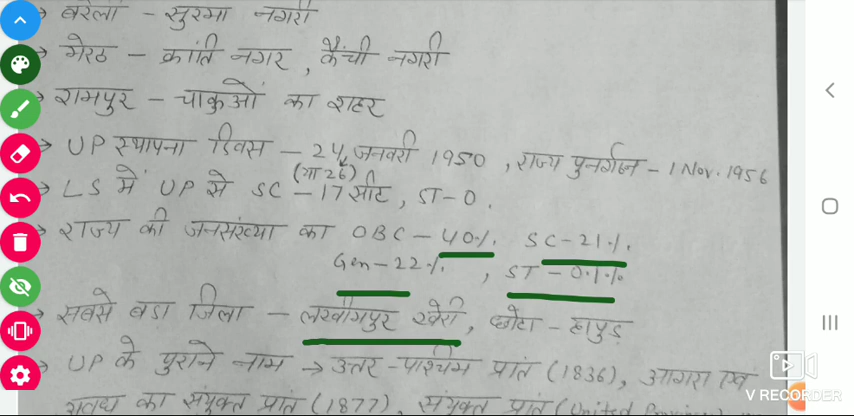 → बरेली - सुरमा नगरी
→ मेरठ - क्रांति नगर, कैंची नगरी
→ रामपुर - चाकुओं का शहर
→ UP स्थापना दिवस - 24 जनवरी 1950, राज्य पुनर्गठन - 1 Nov. 1956
(या 26)
→ LS में UP से SC - 17 सीट, ST - 0.
→ राज्य की जनसंख्या का OBC - 40%. SC - 21%.
Gen - 22%., ST - 0.1%.
→ सबसे बड़ा जिला - लखीमपुर खेरी, छोटा - हापुड़
→ UP के पुराने नाम → उत्तर-पश्चिम प्रांत (1836), आगरा एवं
अवध का संयुक्त प्रांत (1877), संयुक्त प्रांत (United
V RECORDER